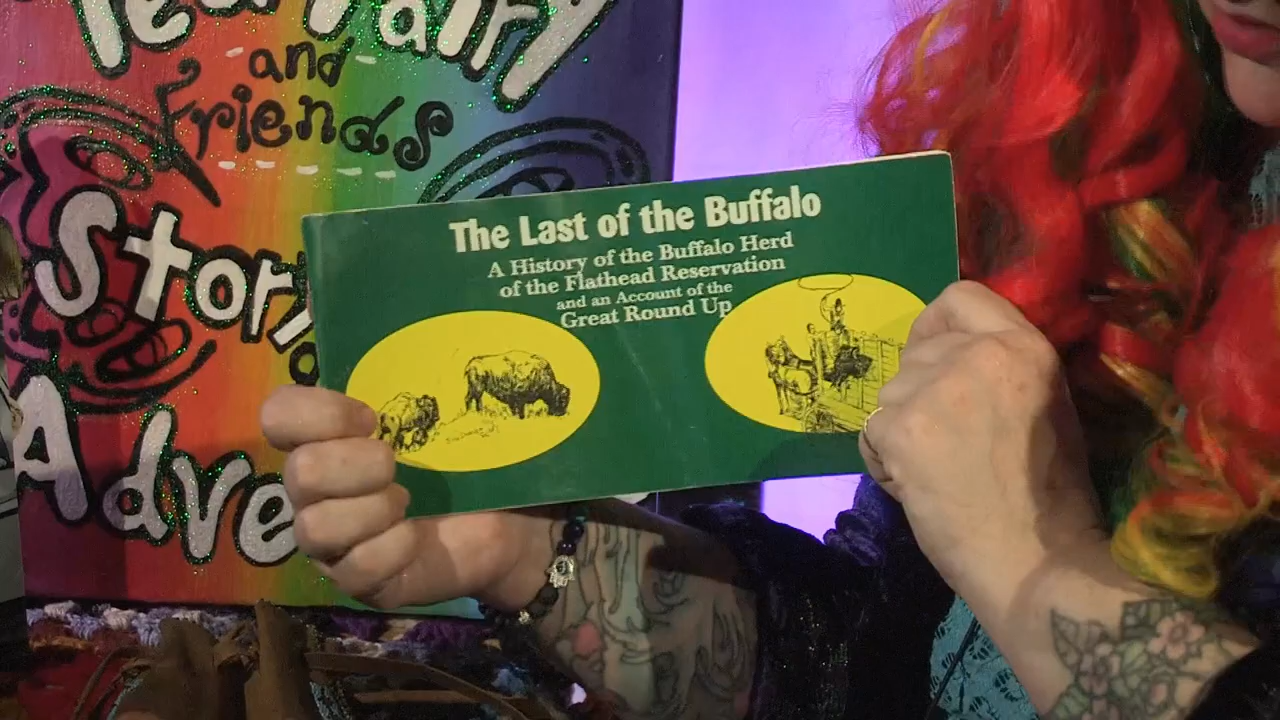 and
Friends
Story
Adve
The Last of the Buffalo
A History of the Buffalo Herd
of the Flathead Reservation
and an Account of the
Great Round Up